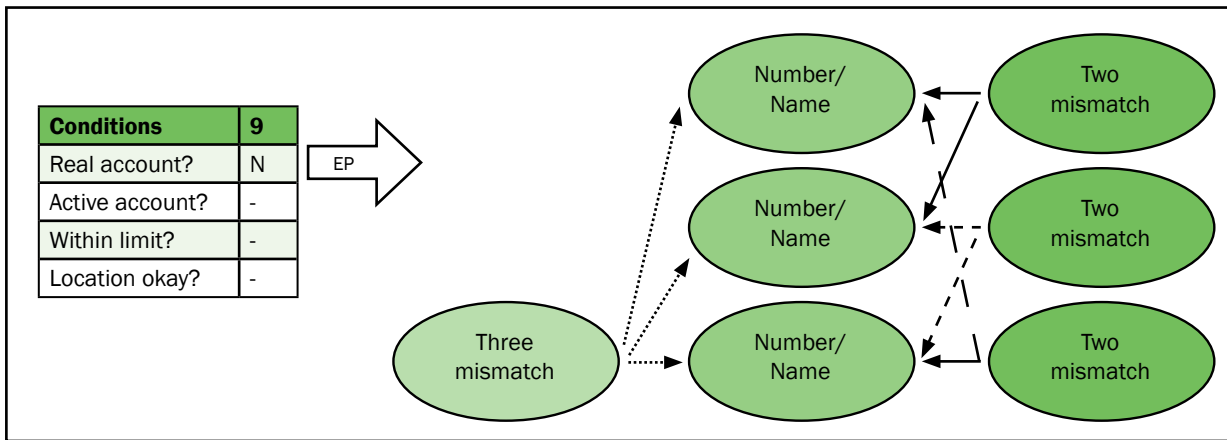 Conditions 9
Real account? N
Active account? -
Within limit? -
Location okay? -
EP
Number/
Name
Two
mismatch
Number/
Name
Two
mismatch
Three
mismatch
Number/
Name
Two
mismatch